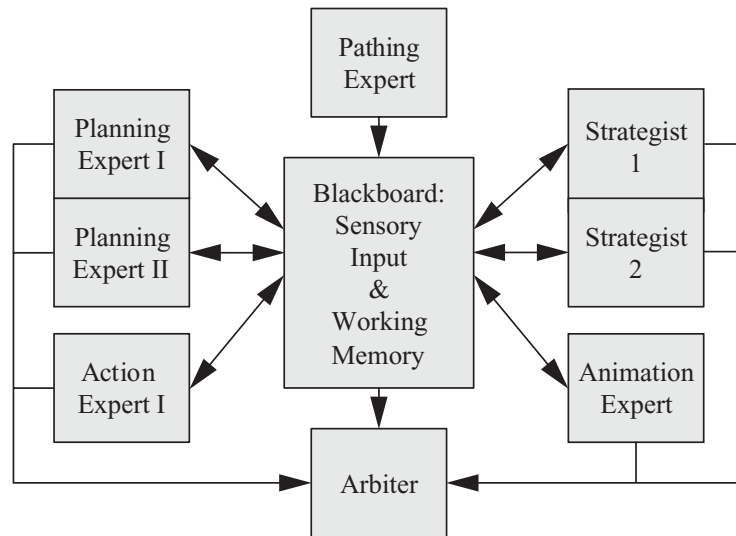 Pathing
Expert
Planning
Expert I
Planning
Expert II
Action
Expert I
Blackboard:
Sensory
Input
&
Working
Memory
Strategist
1
Strategist
2
Animation
Expert
Arbiter